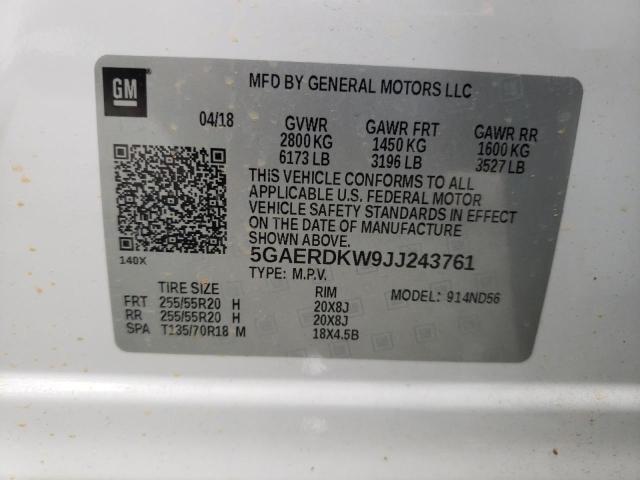 GM
MFD BY GENERAL MOTORS LLC
04/18 GVWR GAWR FRT GAWR RR
2800 KG 1450 KG 1600 KG
6173 LB 3196 LB 3527 LB
THIS VEHICLE CONFORMS TO ALL
APPLICABLE U.S. FEDERAL MOTOR
VEHICLE SAFETY STANDARDS IN EFFECT
ON THE DATE OF MANUFACTURE
SHOWN ABOVE.
140X
5GAERDKW9JJ243761
TYPE: M.P.V.
TIRE SIZE RIM MODEL: 914ND56
FRT 255/55R20 H 20X8J
RR 255/55R20 H 20X8J
SPA T135/70R18 M 18X4.5B